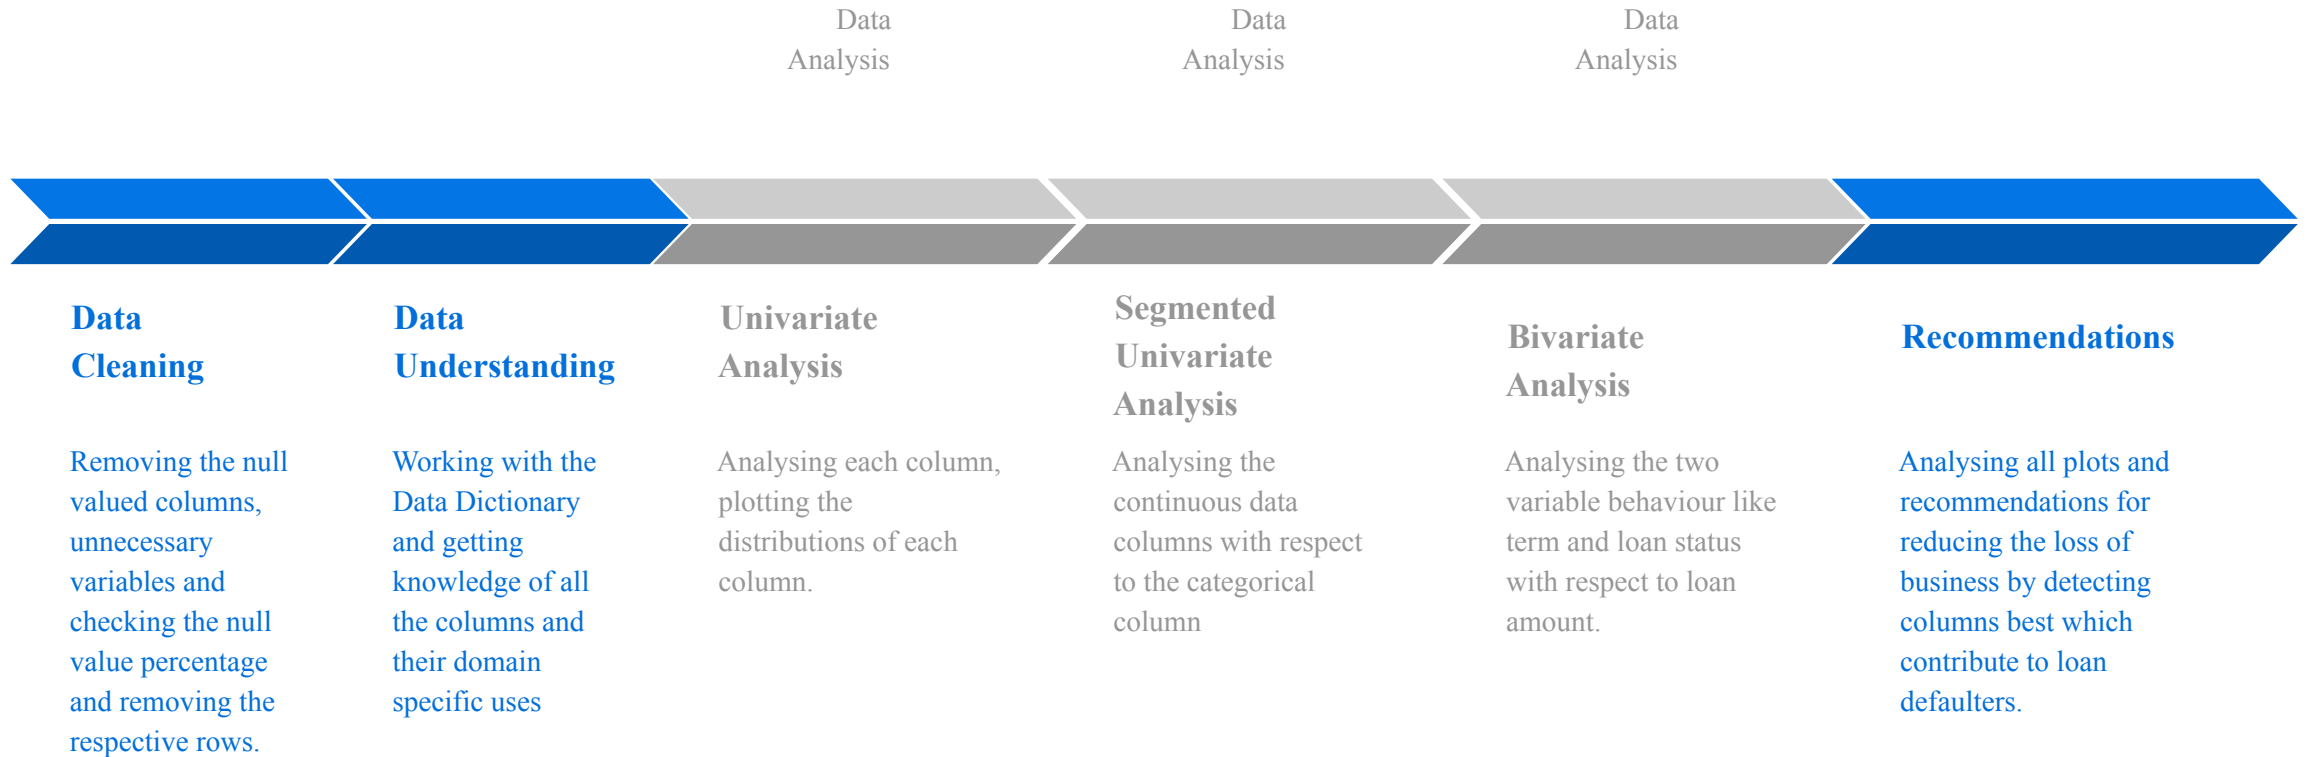 Data
Analysis
Data
Analysis
Data
Analysis
Data
Cleaning
Removing the null
valued columns,
unnecessary
variables and
checking the null
value percentage
and removing the
respective rows.
Data
Understanding
Working with the
Data Dictionary
and getting
knowledge of all
the columns and
their domain
specific uses
Univariate
Analysis
Analysing each column,
plotting the
distributions of each
column.
Segmented
Univariate
Analysis
Analysing the
continuous data
columns with respect
to the categorical
column
Bivariate
Analysis
Analysing the two
variable behaviour like
term and loan status
with respect to loan
amount.
Recommendations
Analysing all plots and
recommendations for
reducing the loss of
business by detecting
columns best which
contribute to loan
defaulters.